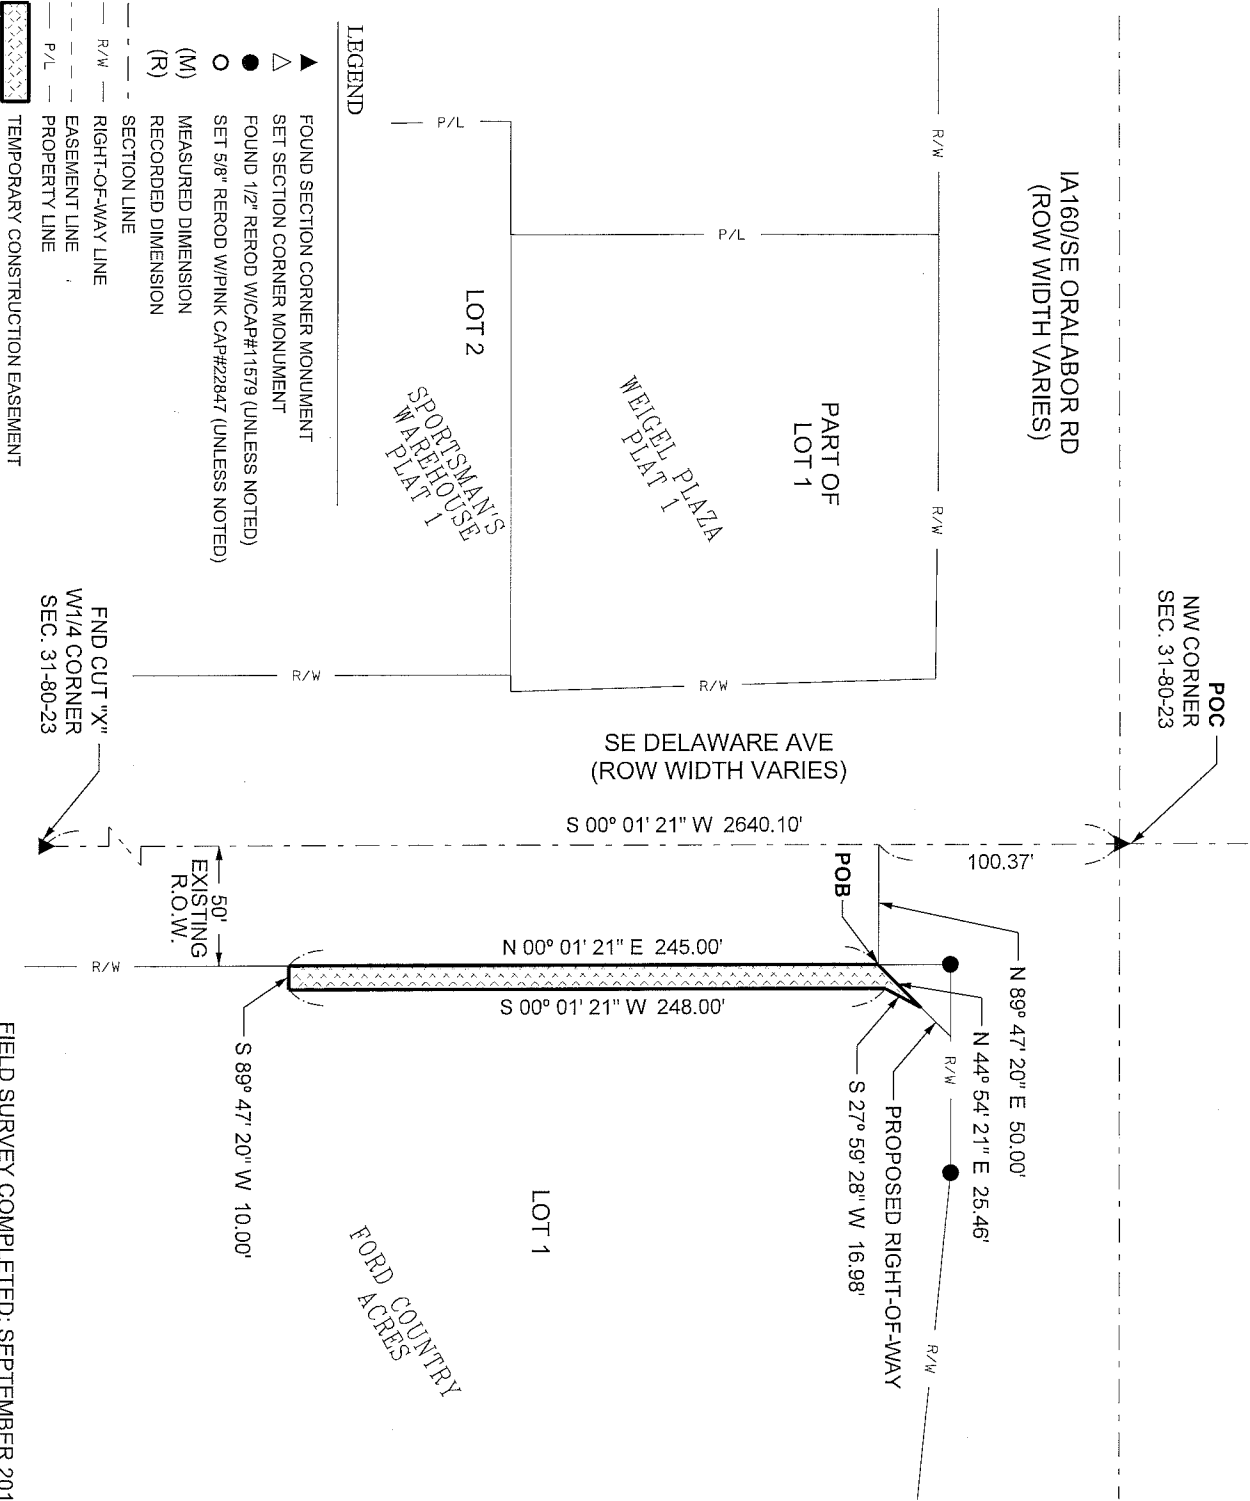 POC
NW CORNER
SEC. 31-80-23
IA160/SE ORALABOR RD
(ROW WIDTH VARIES)
R/W
R/W
P/L
P/L
PART OF
LOT 1
WEIGEL PLAZA
PLAT 1
LOT 2
SPORTSMAN'S
WAREHOUSE
PLAT 1
R/W
R/W
SE DELAWARE AVE
(ROW WIDTH VARIES)
S 00° 01' 21" W 2640.10'
100.37'
POB
N 89° 47' 20" E 50.00'
N 44° 54' 21" E 25.46'
R/W
R/W
PROPOSED RIGHT-OF-WAY
S 27° 59' 28" W 16.98'
N 00° 01' 21" E 245.00'
S 00° 01' 21" W 248.00'
50'
EXISTING
R.O.W.
R/W
S 89° 47' 20" W 10.00'
LOT 1
FORD COUNTRY
ACRES
FND CUT "X"
W1/4 CORNER
SEC. 31-80-23
LEGEND
FOUND SECTION CORNER MONUMENT
SET SECTION CORNER MONUMENT
FOUND 1/2" REROD W/CAP#11579 (UNLESS NOTED)
SET 5/8" REROD W/PINK CAP#22847 (UNLESS NOTED)
(M) MEASURED DIMENSION
(R) RECORDED DIMENSION
SECTION LINE
R/W RIGHT-OF-WAY LINE
EASEMENT LINE
P/L PROPERTY LINE
TEMPORARY CONSTRUCTION EASEMENT
FIELD SURVEY COMPLETED: SEPTEMBER 201